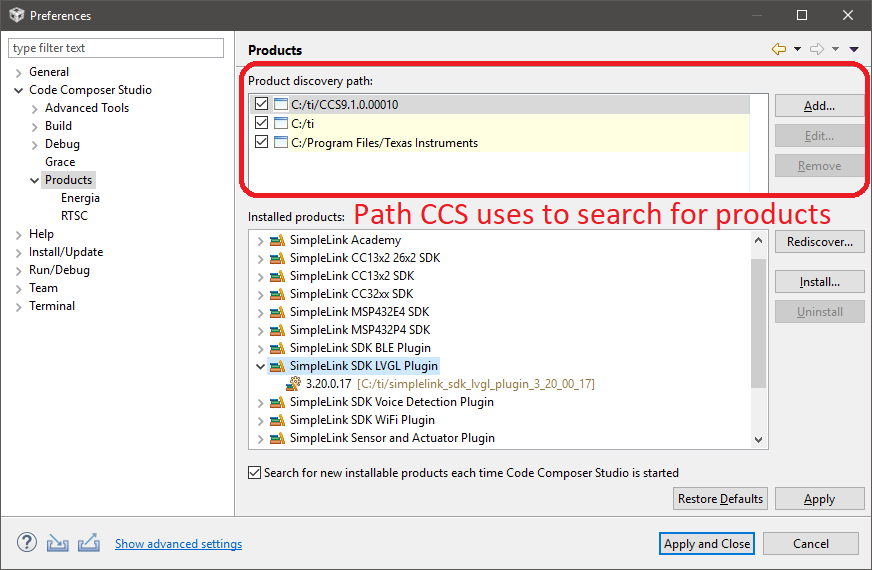 Preferences
type filter text
General
Code Composer Studio
Advanced Tools
Build
Debug
Grace
Products
Energia
RTSC
Help
Install/Update
Run/Debug
Team
Terminal
Products
Product discovery path:
C:/ti/CCS9.1.0.00010
C:/ti
C:/Program Files/Texas Instruments
Add...
Edit...
Remove
Path CCS uses to search for products
Installed products:
SimpleLink Academy
SimpleLink CC13x2 26x2 SDK
SimpleLink CC13x2 SDK
SimpleLink CC32xx SDK
SimpleLink MSP432E4 SDK
SimpleLink MSP432P4 SDK
SimpleLink SDK BLE Plugin
SimpleLink SDK LVGL Plugin
3.20.0.17 [C:/ti/simplelink_sdk_lvgl_plugin_3_20_00_17]
SimpleLink SDK Voice Detection Plugin
SimpleLink SDK WiFi Plugin
SimpleLink Sensor and Actuator Plugin
Rediscover...
Install...
Uninstall
Search for new installable products each time Code Composer Studio is started
Restore Defaults
Apply
Show advanced settings
Apply and Close
Cancel